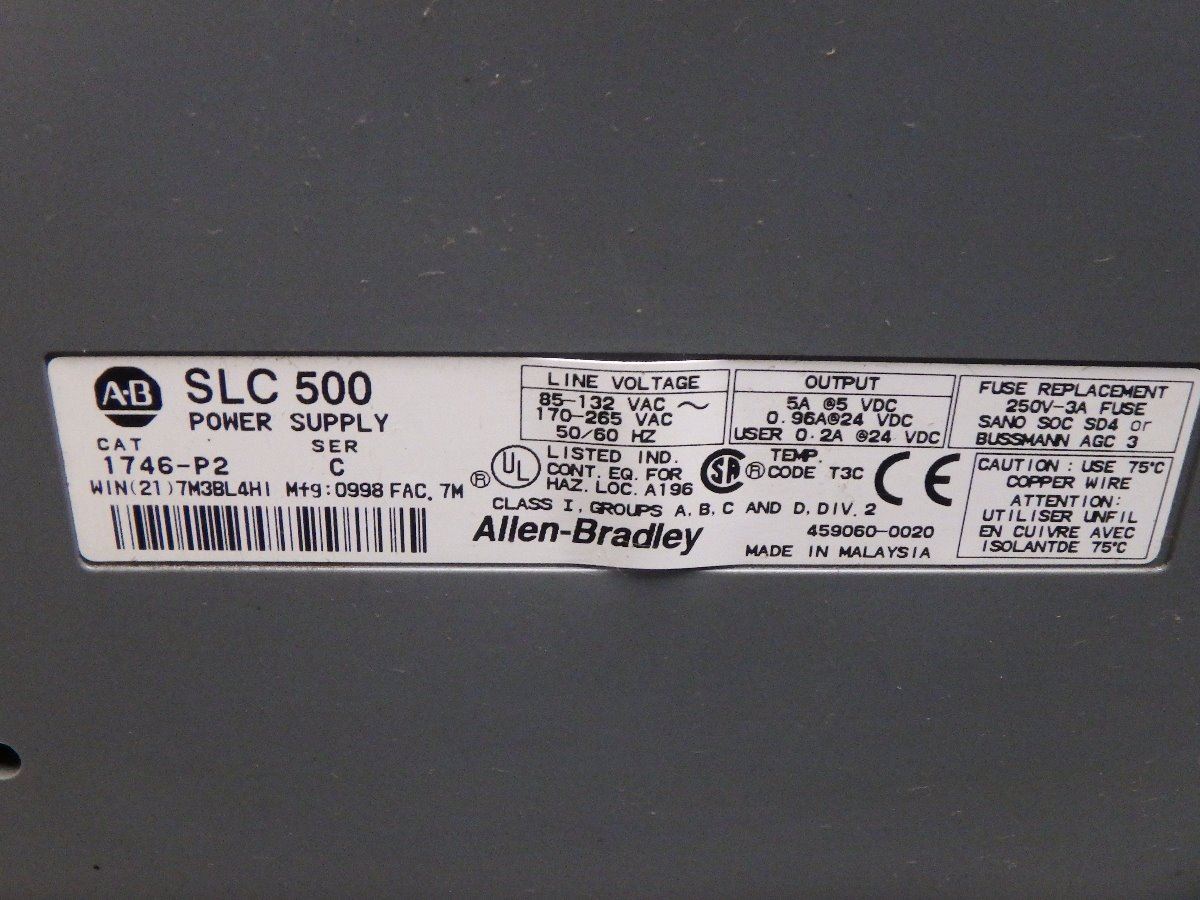 A·B
SLC 500
POWER SUPPLY
CAT SER
1746-P2 C
WIN(21)7M3BL4HI Mfg:0998 FAC. 7M
LINE VOLTAGE
85-132 VAC ~
170-265 VAC
50/60 HZ
OUTPUT
5A @5 VDC
0.96A@24 VDC
USER 0.2A @24 VDC
FUSE REPLACEMENT
250V-3A FUSE
SANO SOC SD4 or
BUSSMANN AGC 3
UL ®
LISTED IND.
CONT. EQ. FOR
HAZ. LOC. A196
SA ®
TEMP.
CODE T3C
CE
CLASS I, GROUPS A, B, C AND D, DIV. 2
Allen-Bradley
459060-0020
MADE IN MALAYSIA
CAUTION: USE 75°C
COPPER WIRE
ATTENTION:
UTILISER UNFIL
EN CUIVRE AVEC
ISOLANTDE 75°C